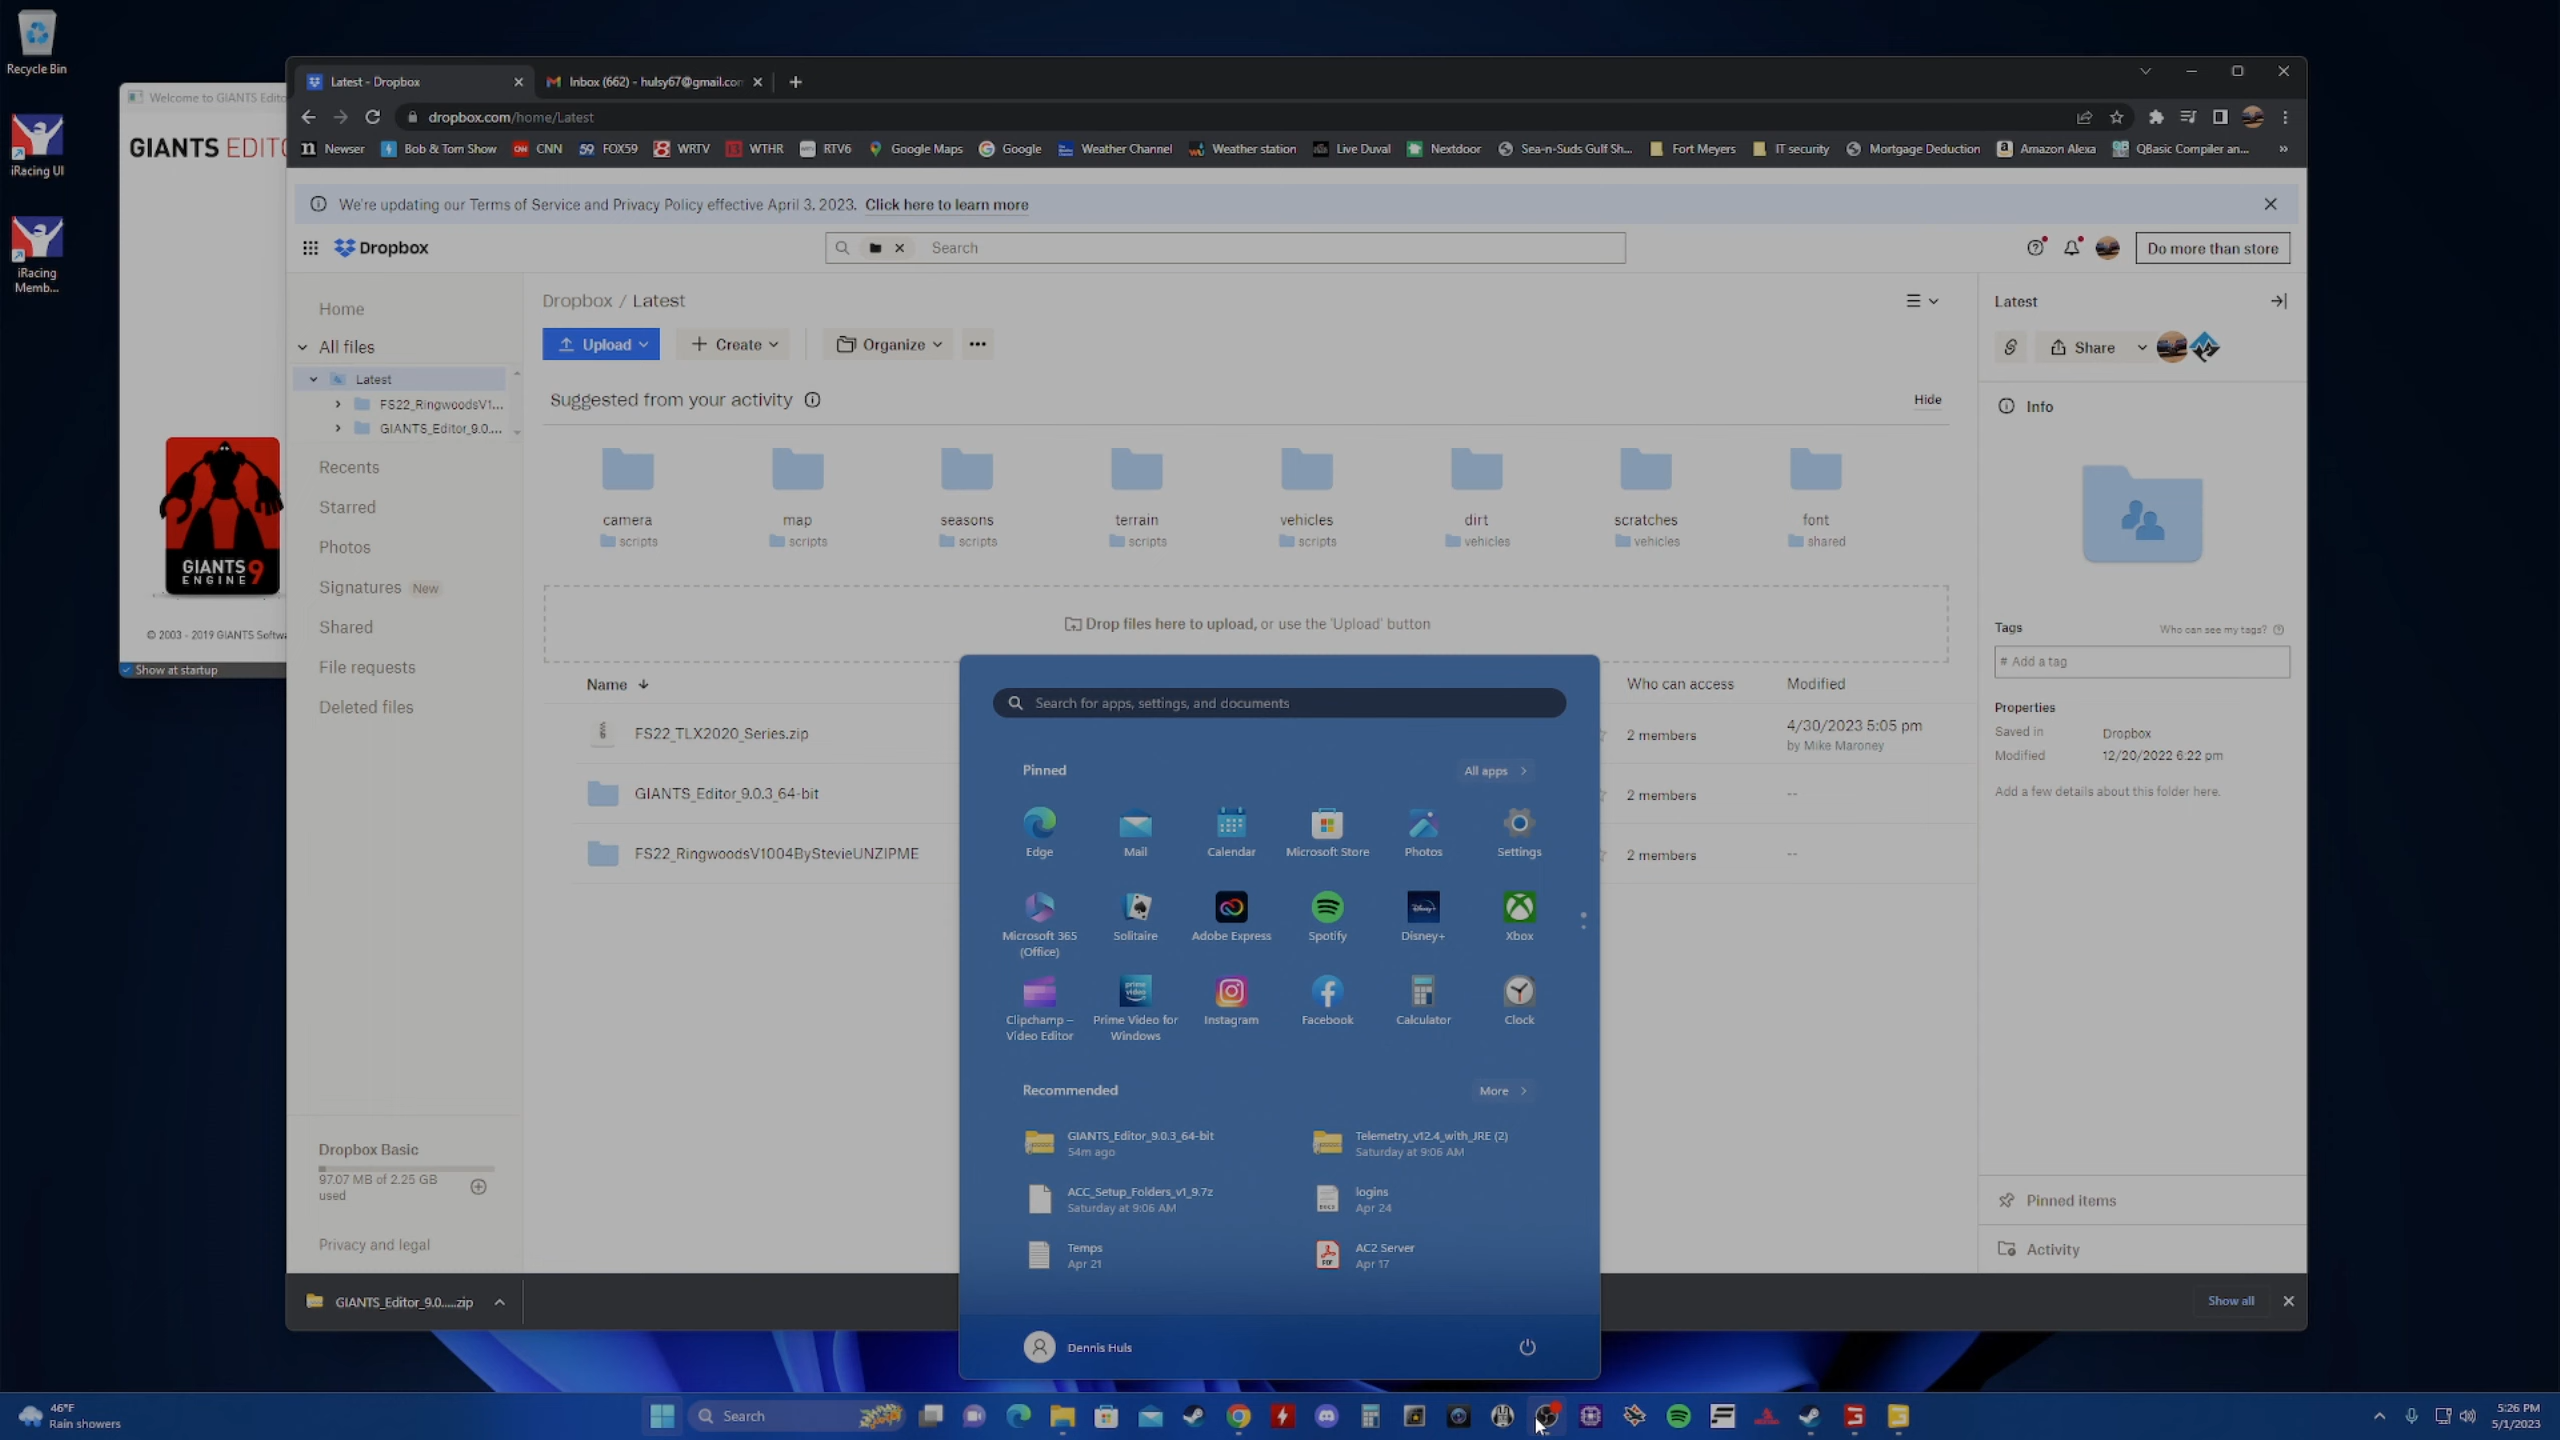 Recycle Bin
iRacing UI
iRacing
Memb...
Welcome to GIANTS Edito
GIANTS EDITO
GIANTS 9
ENGINE
© 2003 - 2019 GIANTS Softwa
Show at startup
Latest - Dropbox
Inbox (662) - hulsy67@gmail.con
dropbox.com/home/Latest
Newser
Bob & Tom Show
CNN
FOX59
WRTV
WTHR
RTV6
Google Maps
Google
Weather Channel
Weather station
Live Duval
Nextdoor
Sea-n-Suds Gulf Sh...
Fort Meyers
IT security
Mortgage Deduction
Amazon Alexa
QBasic Compiler an...
»
We're updating our Terms of Service and Privacy Policy effective April 3, 2023. Click here to learn more
Dropbox
Search
Do more than store
Home
All files
Latest
FS22_RingwoodsV1...
GIANTS_Editor_9.0....
Recents
Starred
Photos
Signatures New
Shared
File requests
Deleted files
Dropbox Basic
97.07 MB of 2.25 GB
used
Privacy and legal
Dropbox / Latest
Upload
Create
Organize
Suggested from your activity
Hide
camera
scripts
map
scripts
seasons
scripts
terrain
scripts
vehicles
scripts
dirt
vehicles
scratches
vehicles
font
shared
Drop files here to upload, or use the 'Upload' button
Name
Who can access
Modified
FS22_TLX2020_Series.zip
2 members
4/30/2023 5:05 pm
by Mike Maroney
GIANTS_Editor_9.0.3_64-bit
2 members
--
FS22_RingwoodsV1004ByStevieUNZIPME
2 members
--
Latest
Share
Info
Tags
Who can see my tags?
# Add a tag
Properties
Saved in Dropbox
Modified 12/20/2022 6:22 pm
Add a few details about this folder here.
Pinned items
Activity
Search for apps, settings, and documents
Pinned
All apps
Edge
Mail
Calendar
Microsoft Store
Photos
Settings
Microsoft 365
(Office)
Solitaire
Adobe Express
Spotify
Disney+
Disney+
Xbox
Clipchamp –
Video Editor
prime
video
Prime Video for
Windows
Instagram
Facebook
Calculator
Clock
Recommended
More
GIANTS_Editor_9.0.3_64-bit
54m ago
Telemetry_v12.4_with_JRE (2)
Saturday at 9:06 AM
ACC_Setup_Folders_v1_9.7z
Saturday at 9:06 AM
logins
Apr 24
Temps
Apr 21
PDF
AC2 Server
Apr 17
Dennis Huls
GIANTS_Editor_9.0.....zip
Show all
46°F
Rain showers
Search
5:26 PM
5/1/2023